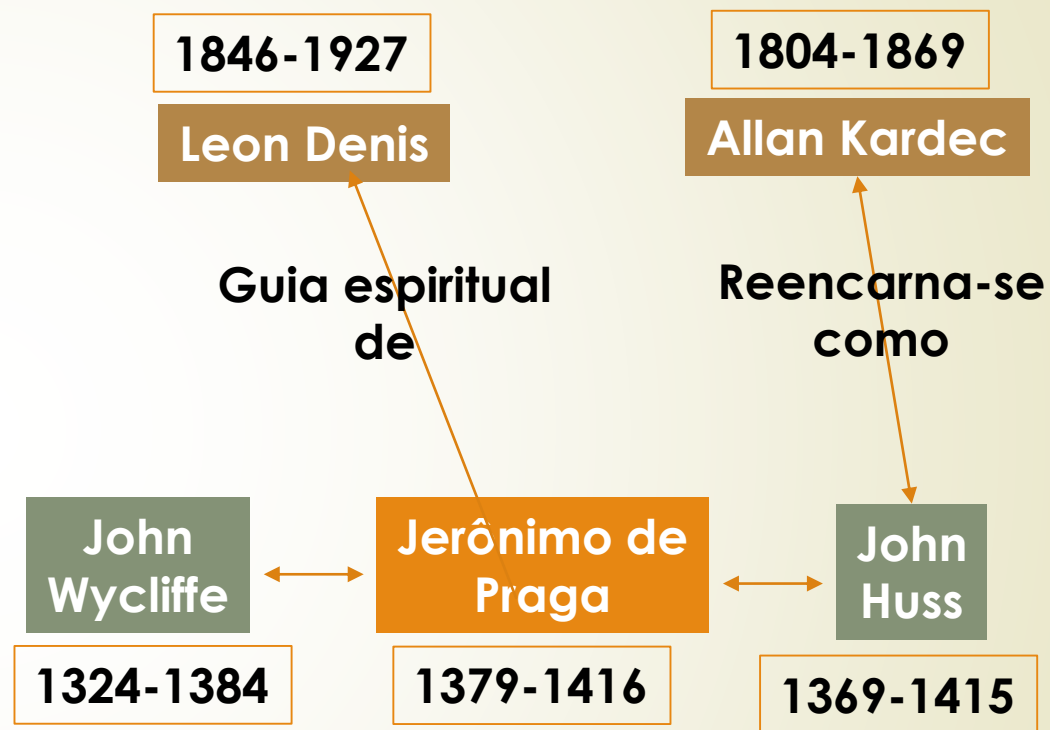 1846-1927
1804-1869
Leon Denis
Allan Kardec
Guia espiritual
de
Reencarna-se
como
John
Wycliffe
Jerônimo de
Praga
John
Huss
1324-1384
1379-1416
1369-1415